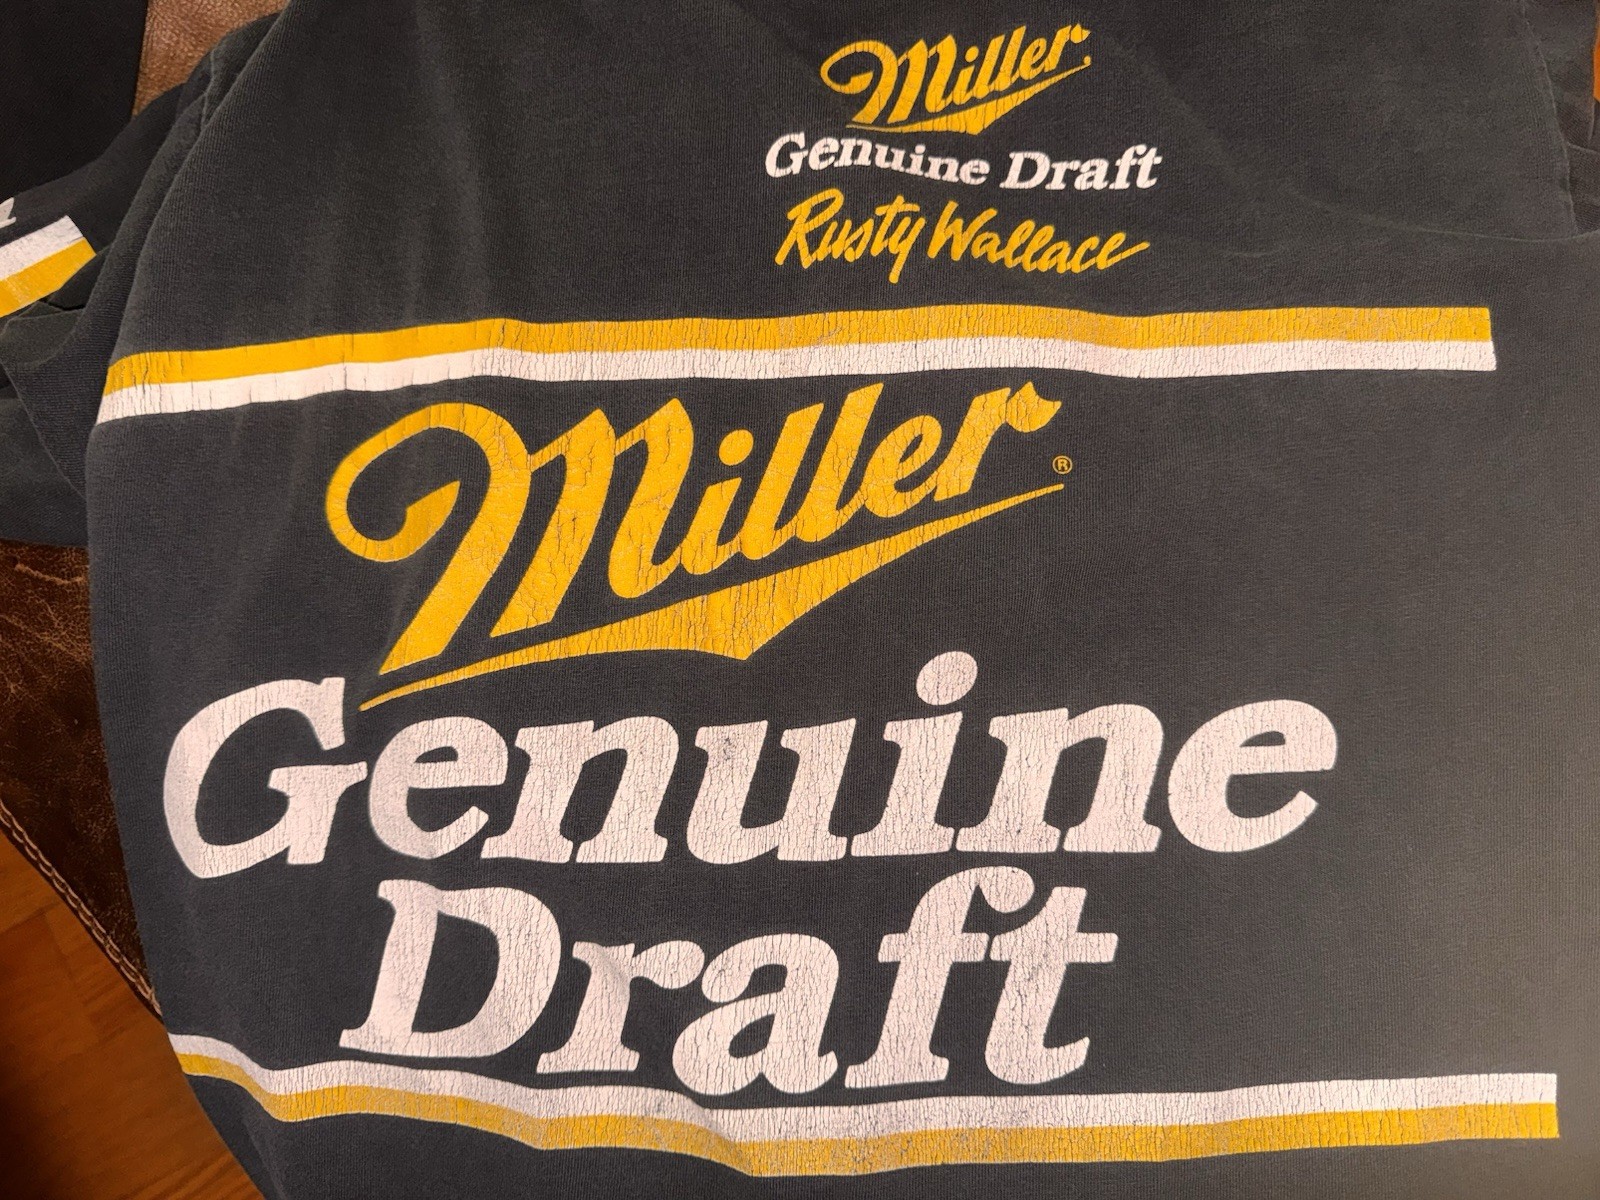 Miller
Genuine Draft
Rusty Wallace
Miller®
Genuine
Draft